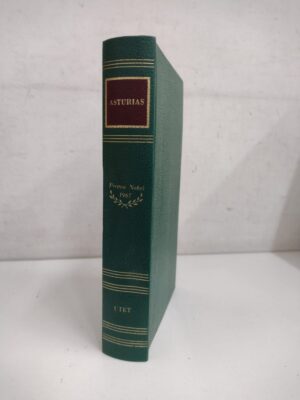 ASTURIAS
Premio Nobel
1967
UTET